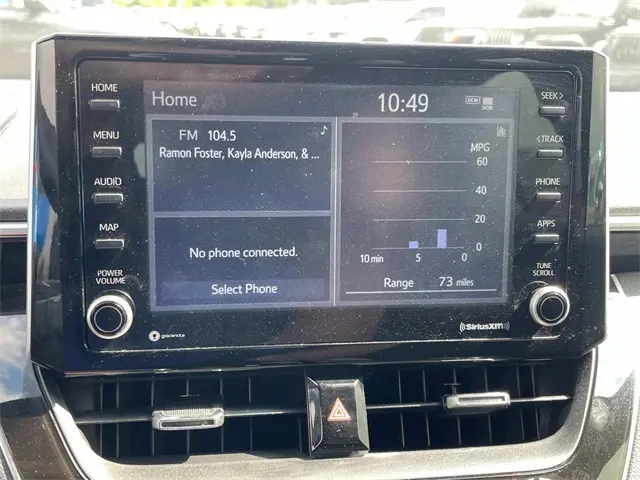 HOME
MENU
AUDIO
MAP
POWER
VOLUME
Home
10:49
DCM
FM 104.5
Ramon Foster, Kayla Anderson, & ...
No phone connected.
Select Phone
MPG
60
40
20
0
10 min 5 0
Range 73 miles
SEEK>
<TRACK
PHONE
APPS
TUNE
SCROLL
gracenote
((SiriusXM))